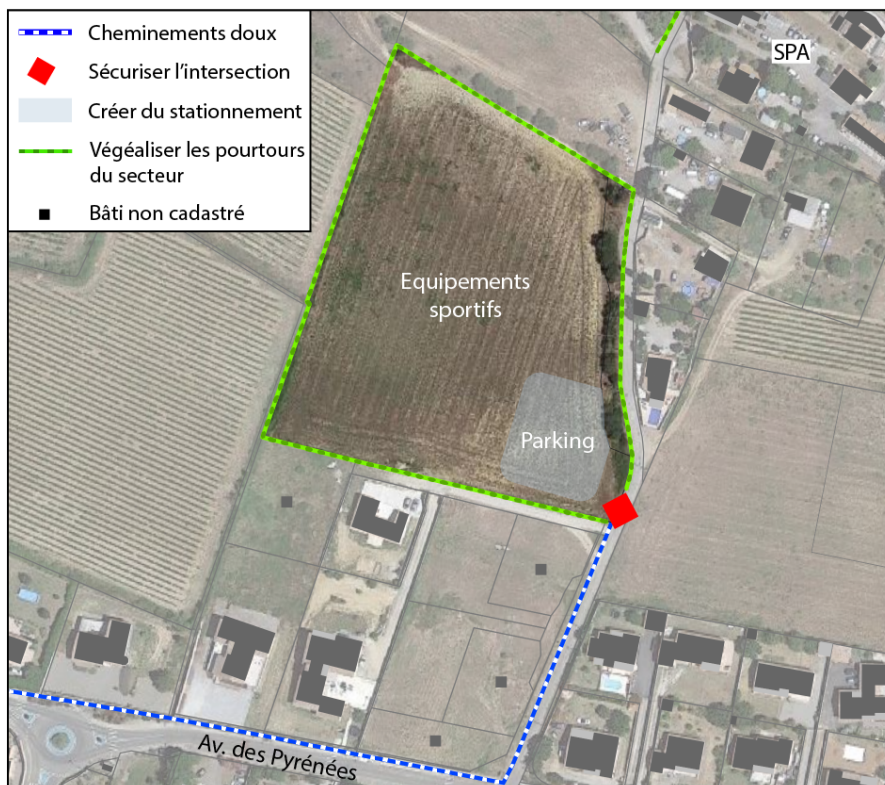 Cheminements doux
Sécuriser l'intersection
Créer du stationnement
Végéaliser les pourtours
du secteur
Bâti non cadastré
SPA
Equipements
sportifs
Parking
Av. des Pyrénées